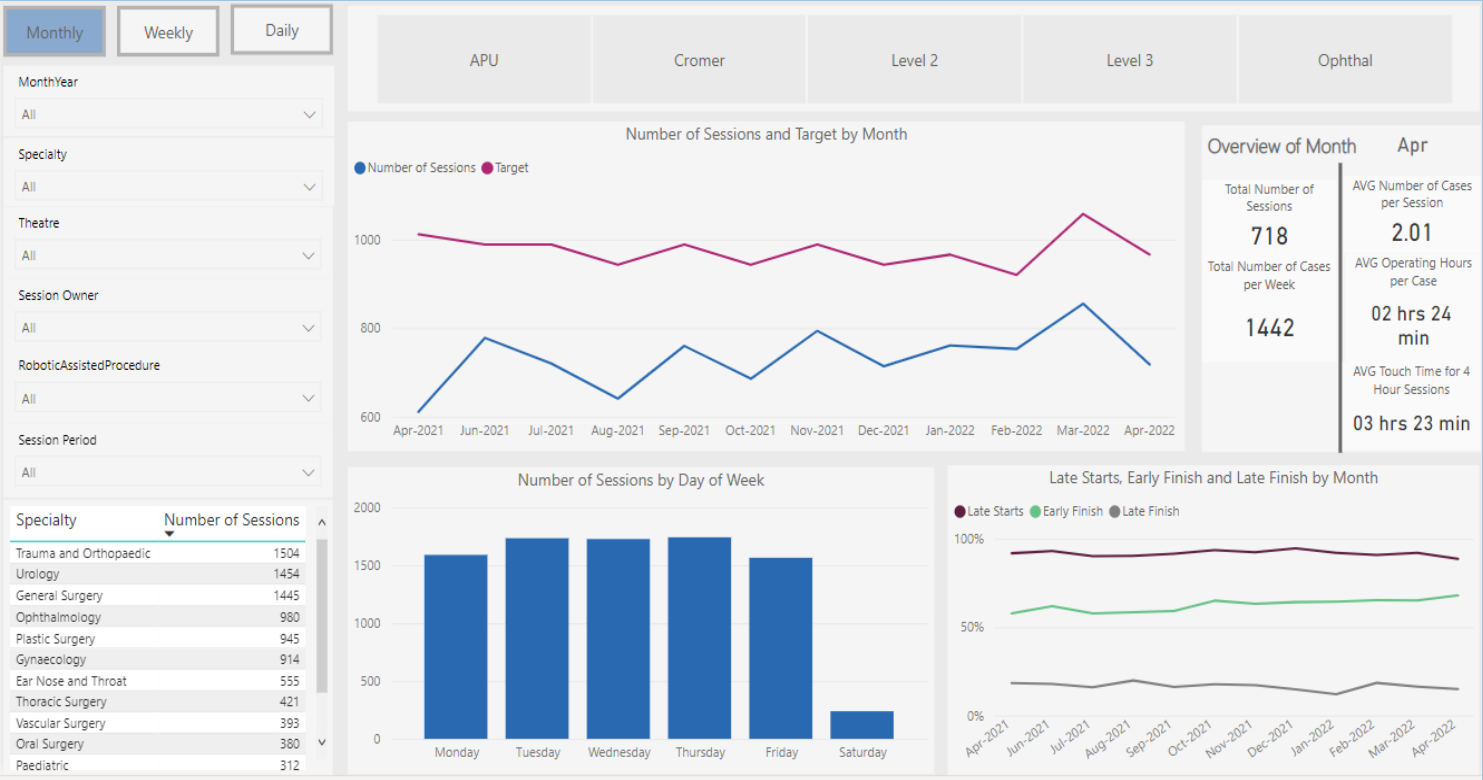 Monthly
Weekly
Daily
MonthYear
All
Specialty
All
Theatre
All
Session Owner
All
RoboticAssistedProcedure
All
Session Period
All
Specialty Number of Sessions
Trauma and Orthopaedic 1504
Urology 1454
General Surgery 1445
Ophthalmology 980
Plastic Surgery 945
Gynaecology 914
Ear Nose and Throat 555
Thoracic Surgery 421
Vascular Surgery 393
Oral Surgery 380
Paediatric 312
APU
Cromer
Level 2
Level 3
Ophthal
Number of Sessions and Target by Month
Number of Sessions Target
1000
800
600
Apr-2021 Jun-2021 Jul-2021 Aug-2021 Sep-2021 Oct-2021 Nov-2021 Dec-2021 Jan-2022 Feb-2022 Mar-2022 Apr-2022
Overview of Month Apr
Total Number of
Sessions
718
Total Number of Cases
per Week
1442
AVG Number of Cases
per Session
2.01
AVG Operating Hours
per Case
02 hrs 24
min
AVG Touch Time for 4
Hour Sessions
03 hrs 23 min
Number of Sessions by Day of Week
2000
1500
1000
500
0
Monday Tuesday Wednesday Thursday Friday Saturday
Late Starts, Early Finish and Late Finish by Month
Late Starts Early Finish Late Finish
100%
50%
0%
Apr-2021 Jun-2021 Jul-2021 Aug-2021 Sep-2021 Oct-2021 Nov-2021 Dec-2021 Jan-2022 Feb-2022 Mar-2022 Apr-2022